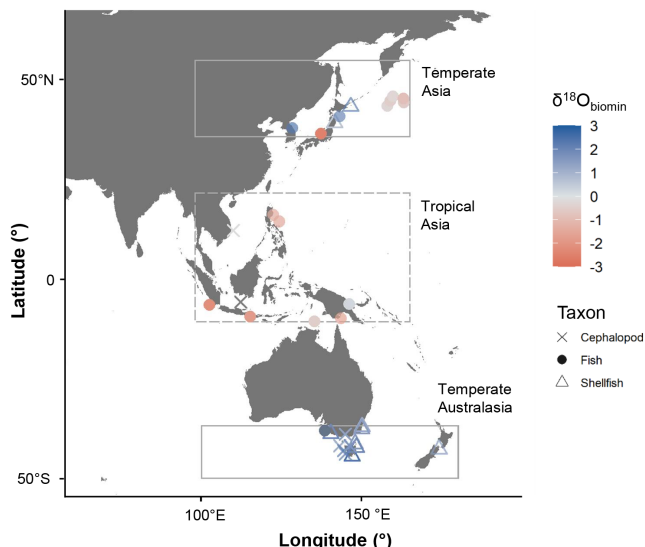 50°N
0
50°S
100°E
150 °E
Latitude (°)
Longitude (°)
Temperate
Asia
Tropical
Asia
Temperate
Australasia
δ18Obiomin
3
2
1
0
-1
-2
-3
Taxon
Cephalopod
Fish
Shellfish